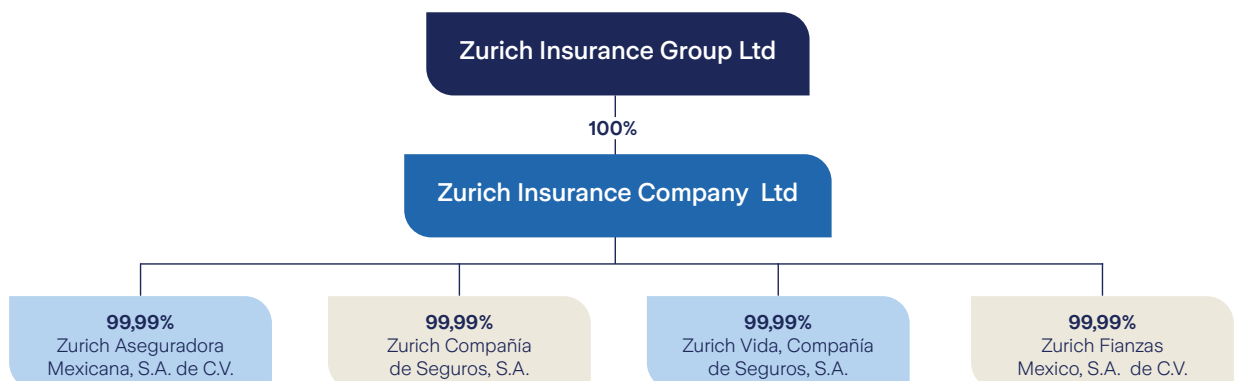 Zurich Insurance Group Ltd
100%
Zurich Insurance Company Ltd
99,99%
Zurich Aseguradora
Mexicana, S.A. de C.V.
99,99%
Zurich Compañía
de Seguros, S.A.
99,99%
Zurich Vida, Compañía
de Seguros, S.A.
99,99%
Zurich Fianzas
Mexico, S.A. de C.V.